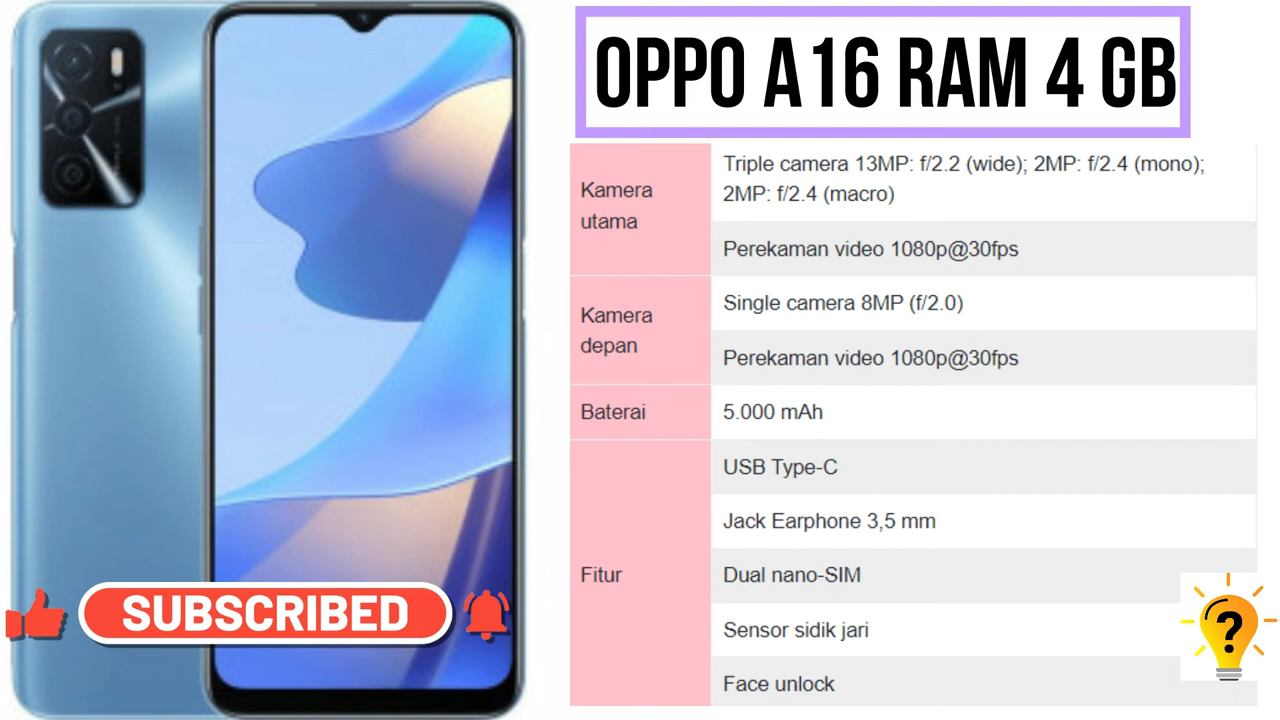 OPPO A16 RAM 4 GB
Kamera
utama
Triple camera 13MP: f/2.2 (wide); 2MP: f/2.4 (mono);
2MP: f/2.4 (macro)
Perekaman video 1080p@30fps
Kamera
depan
Single camera 8MP (f/2.0)
Perekaman video 1080p@30fps
Baterai
5.000 mAh
Fitur
USB Type-C
Jack Earphone 3,5 mm
Dual nano-SIM
Sensor sidik jari
Face unlock
SUBSCRIBED
?